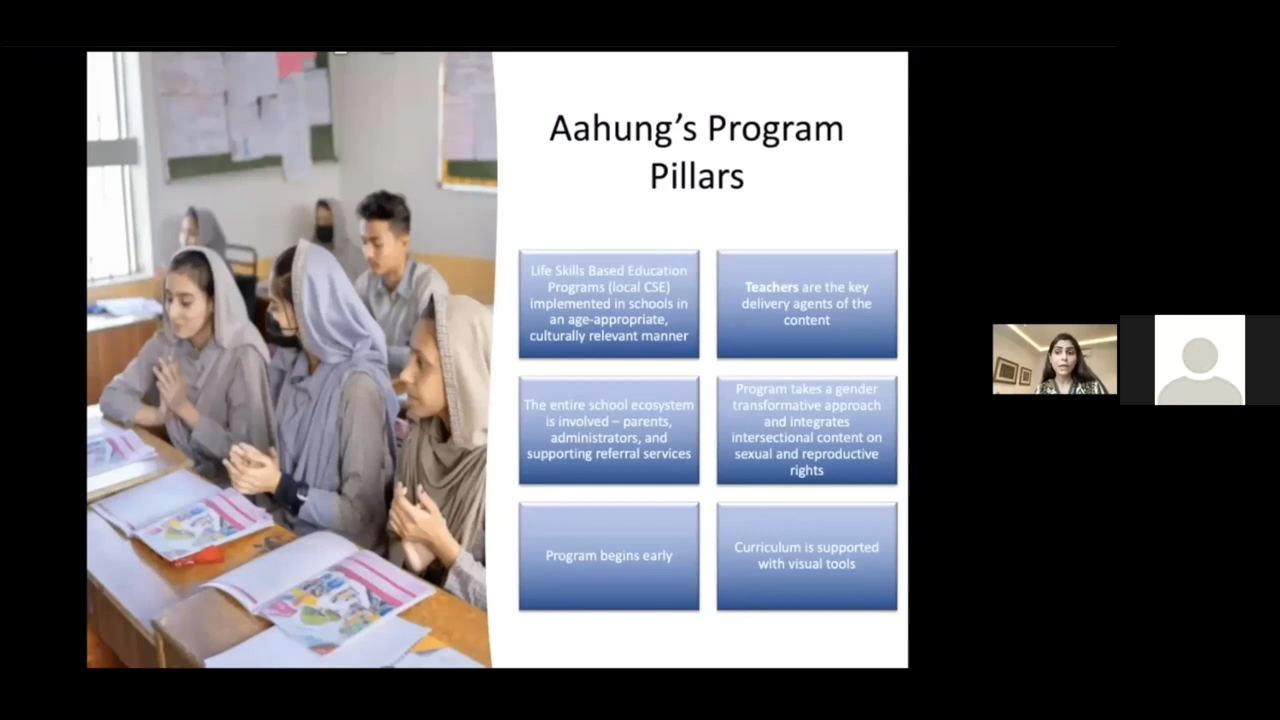 Aahung’s Program
Pillars
Life Skills Based Education
Programs (local CSE)
implemented in schools in
an age-appropriate,
culturally relevant manner
Teachers are the key
delivery agents of the
content
The entire school ecosystem
is involved – parents,
administrators, and
supporting referral services
Program takes a gender
transformative approach
and integrates
intersectional content on
sexual and reproductive
rights
Program begins early
Curriculum is supported
with visual tools